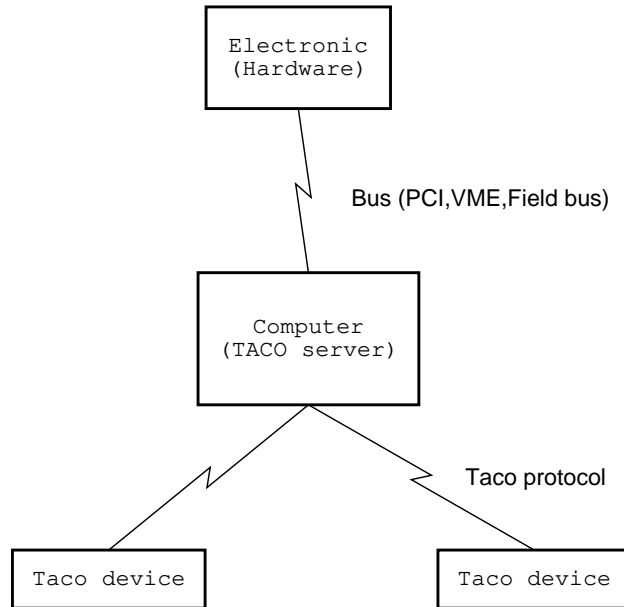 Electronic
(Hardware)
Bus (PCI,VME,Field bus)
Computer
(TACO server)
Taco protocol
Taco device
Taco device